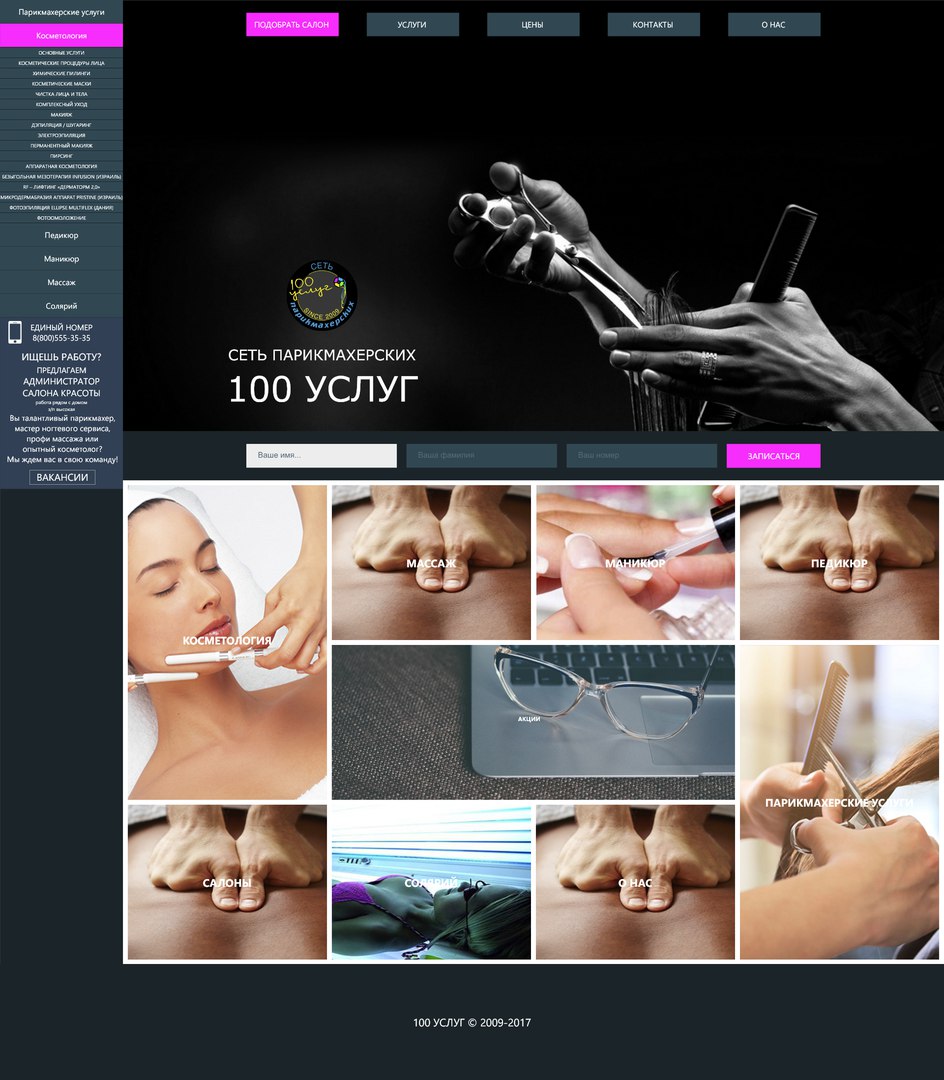 Парикмахерские услуги
Косметология
ОСНОВНЫЕ УСЛУГИ
КОСМЕТИЧЕСКИЕ ПРОЦЕДУРЫ ЛИЦА
ХИМИЧЕСКИЕ ПИЛИНГИ
КОСМЕТИЧЕСКИЕ МАСКИ
ЧИСТКА ЛИЦА И ТЕЛА
КОМПЛЕКСНЫЙ УХОД
МАКИЯЖ
ДЭПИЛЯЦИЯ / ШУГАРИНГ
ЭЛЕКТРОЭПИЛЯЦИЯ
ПЕРМАНЕНТНЫЙ МАКИЯЖ
ПИРСИНГ
АППАРАТНАЯ КОСМЕТОЛОГИЯ
БЕЗЫГОЛЬНАЯ МЕЗОТЕРАПИЯ INFUSION (ИЗРАИЛЬ)
RF – ЛИФТИНГ «ДЕРМАТОРМ 2,0»
МИКРОДЕРМАБРАЗИЯ АППАРАТ PRISTINE (ИЗРАИЛЬ)
ФОТОЭПИЛЯЦИЯ ELLIPSE MULTIFLEX (ДАНИЯ)
ФОТООМОЛОЖЕНИЕ
Педикюр
Маникюр
Массаж
Солярий
ЕДИНЫЙ НОМЕР
8(800)555-35-35
ИЩЕШЬ РАБОТУ?
ПРЕДЛАГАЕМ
АДМИНИСТРАТОР
САЛОНА КРАСОТЫ
работа рядом с домом
з/п высокая
Вы талантливый парикмахер,
мастер ногтевого сервиса,
профи массажа или
опытный косметолог?
Мы ждем вас в свою команду!
ВАКАНСИИ
ПОДОБРАТЬ САЛОН
УСЛУГИ
ЦЕНЫ
КОНТАКТЫ
О НАС
СЕТЬ
100
услуг
SINCE 2009
парикмахерских
СЕТЬ ПАРИКМАХЕРСКИХ
100 УСЛУГ
Ваше имя...
Ваша фамилия
Ваш номер
ЗАПИСАТЬСЯ
КОСМЕТОЛОГИЯ
МАССАЖ
МАНИКЮР
ПЕДИКЮР
АКЦИИ
ПАРИКМАХЕРСКИЕ УСЛУГИ
САЛОНЫ
СОЛЯРИЙ
О НАС
100 УСЛУГ © 2009-2017